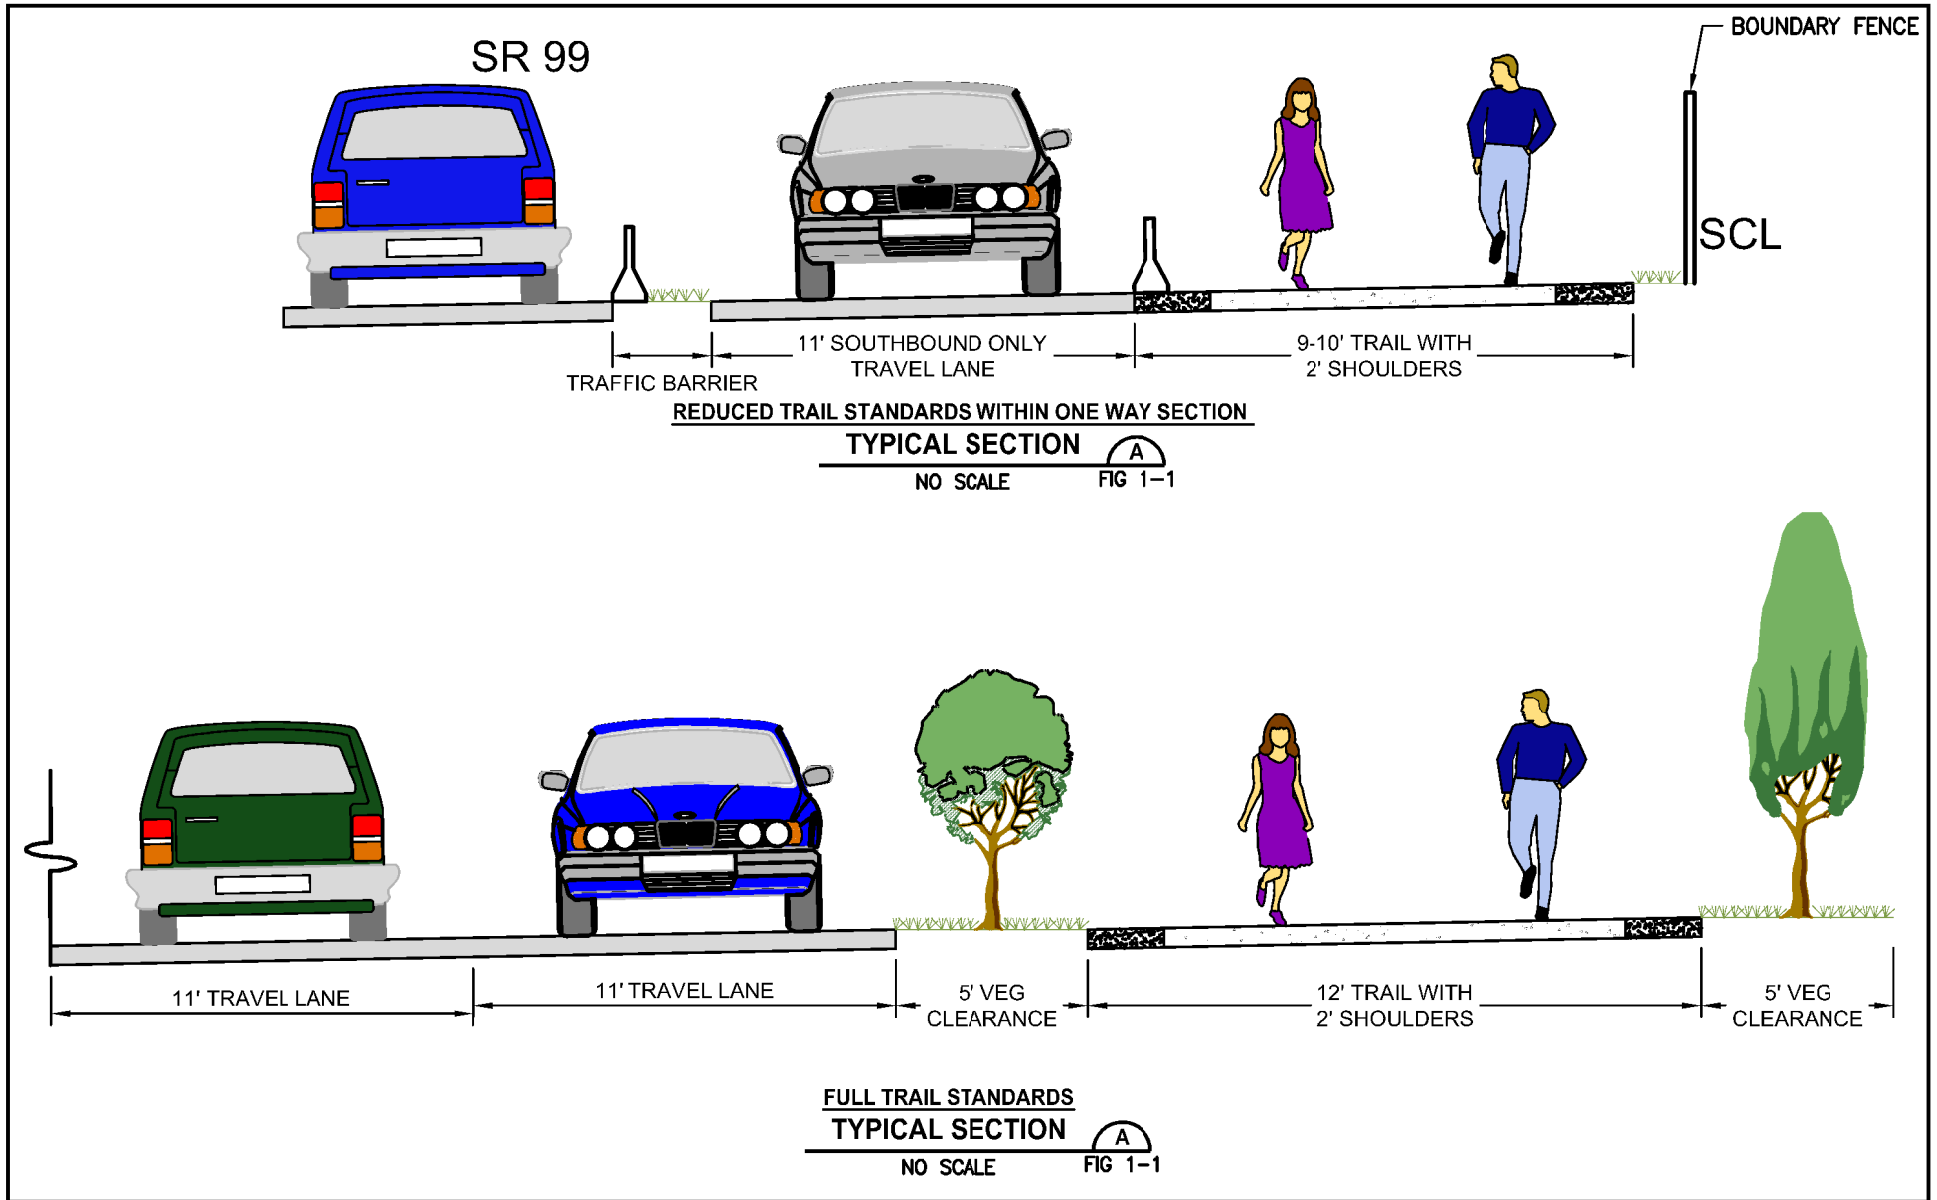 SR 99
BOUNDARY FENCE
SCL
11' SOUTHBOUND ONLY
TRAVEL LANE
9-10' TRAIL WITH
2' SHOULDERS
TRAFFIC BARRIER
REDUCED TRAIL STANDARDS WITHIN ONE WAY SECTION
TYPICAL SECTION
A
NO SCALE
FIG 1-1
11' TRAVEL LANE
11' TRAVEL LANE
5' VEG
CLEARANCE
12' TRAIL WITH
2' SHOULDERS
5' VEG
CLEARANCE
FULL TRAIL STANDARDS
TYPICAL SECTION
A
NO SCALE
FIG 1-1